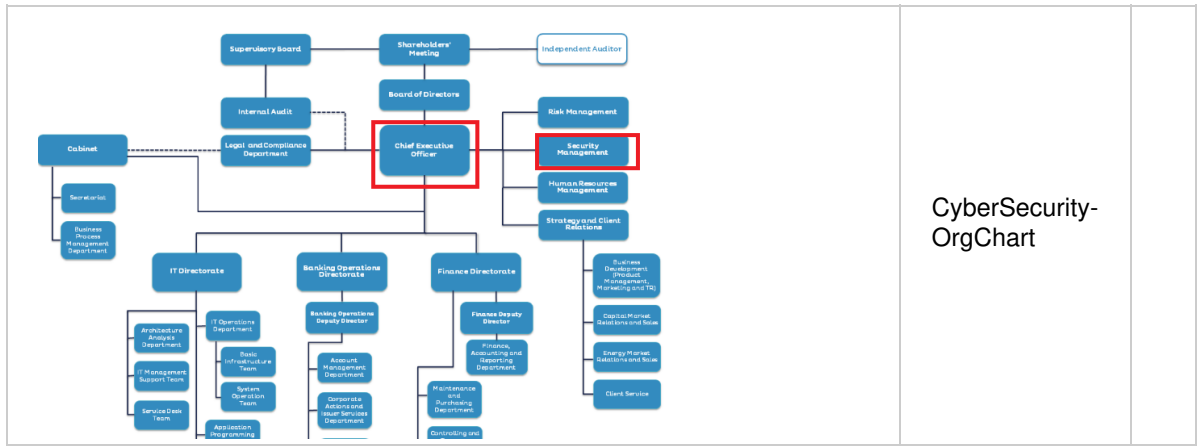 Supervisory Board
Shareholders'
Meeting
Independent Auditor
Board of Directors
Internal Audit
Risk Management
Cabinet
Legal and Compliance
Department
Chief Executive
Officer
Security
Management
Secretariat
Human Resources
Management
Business
Process
Management
Department
Strategy and Client
Relations
CyberSecurity-
OrgChart
IT Directorate
Banking Operations
Directorate
Finance Directorate
Business
Development
(Product
Management,
Marketing and TR)
Banking Operations
Deputy Director
Finance Deputy
Director
Capital Market
Relations and Sales
Architecture
Analysis
Department
IT Operations
Department
Finance,
Accounting and
Reporting
Department
Energy Market
Relations and Sales
Basic
Infrastructure
Team
Account
Management
Department
IT Management
Support Team
System
Operation
Team
Maintenance
and
Purchasing
Department
Client Service
Service Desk
Team
Corporate
Actions and
Issuer Services
Department
Application
Programming
Controlling and